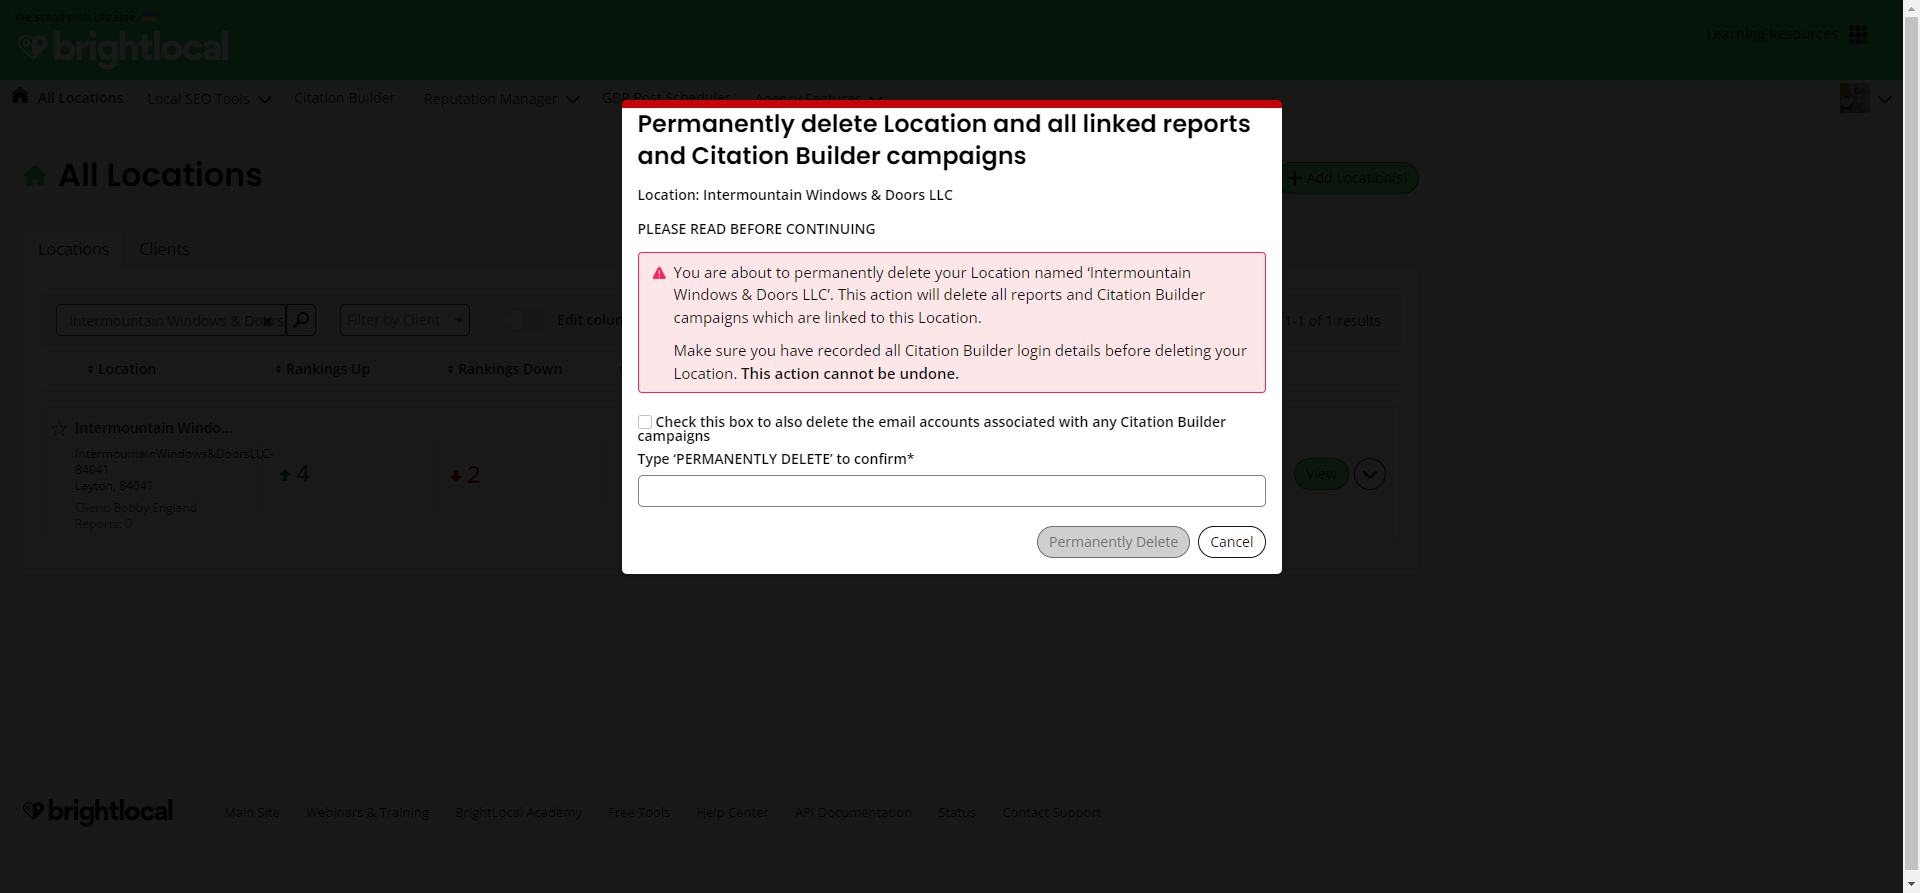 We stand with Ukraine
brightlocal
Learning Resources
All Locations
Local SEO Tools
Citation Builder
Reputation Manager
GBP Post Scheduler
Agency Features
All Locations
Add Location(s)
Locations
Clients
Intermountain Windows & Doors
Filter by Client
Edit colum
1-1 of 1 results
Location
Rankings Up
Rankings Down
Intermountain Windo...
IntermountainWindows&DoorsLLC-
84041
Layton, 84041
Client: Bobby England
Reports: 0
4
2
View
Permanently delete Location and all linked reports
and Citation Builder campaigns
Location: Intermountain Windows & Doors LLC
PLEASE READ BEFORE CONTINUING
You are about to permanently delete your Location named ‘Intermountain
Windows & Doors LLC’. This action will delete all reports and Citation Builder
campaigns which are linked to this Location.
Make sure you have recorded all Citation Builder login details before deleting your
Location. This action cannot be undone.
Check this box to also delete the email accounts associated with any Citation Builder
campaigns
Type ‘PERMANENTLY DELETE’ to confirm*
Permanently Delete
Cancel
brightlocal
Main Site
Webinars & Training
BrightLocal Academy
Free Tools
Help Center
API Documentation
Status
Contact Support